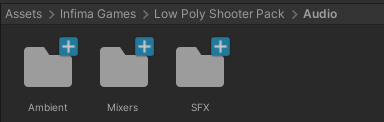 Assets > Infima Games > Low Poly Shooter Pack > Audio
Ambient Mixers SFX